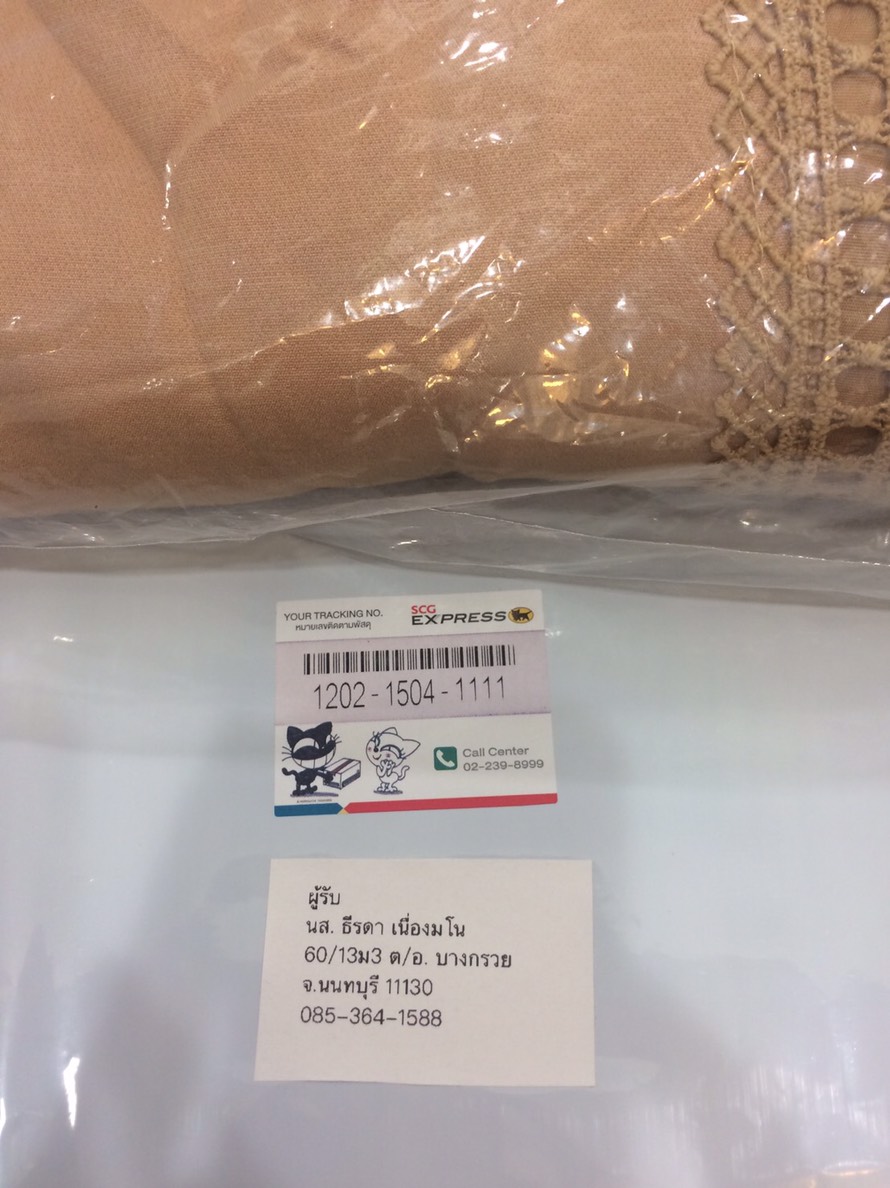 YOUR TRACKING NO.
หมายเลขติดตามพัสดุ
SCG
EXPRESS
1202-1504-1111
Call Center
02-239-8999
ผู้รับ
นส. ธีรดา เนื่องมโน
60/13ม3 ต/อ. บางกรวย
จ.นนทบุรี 11130
085-364-1588